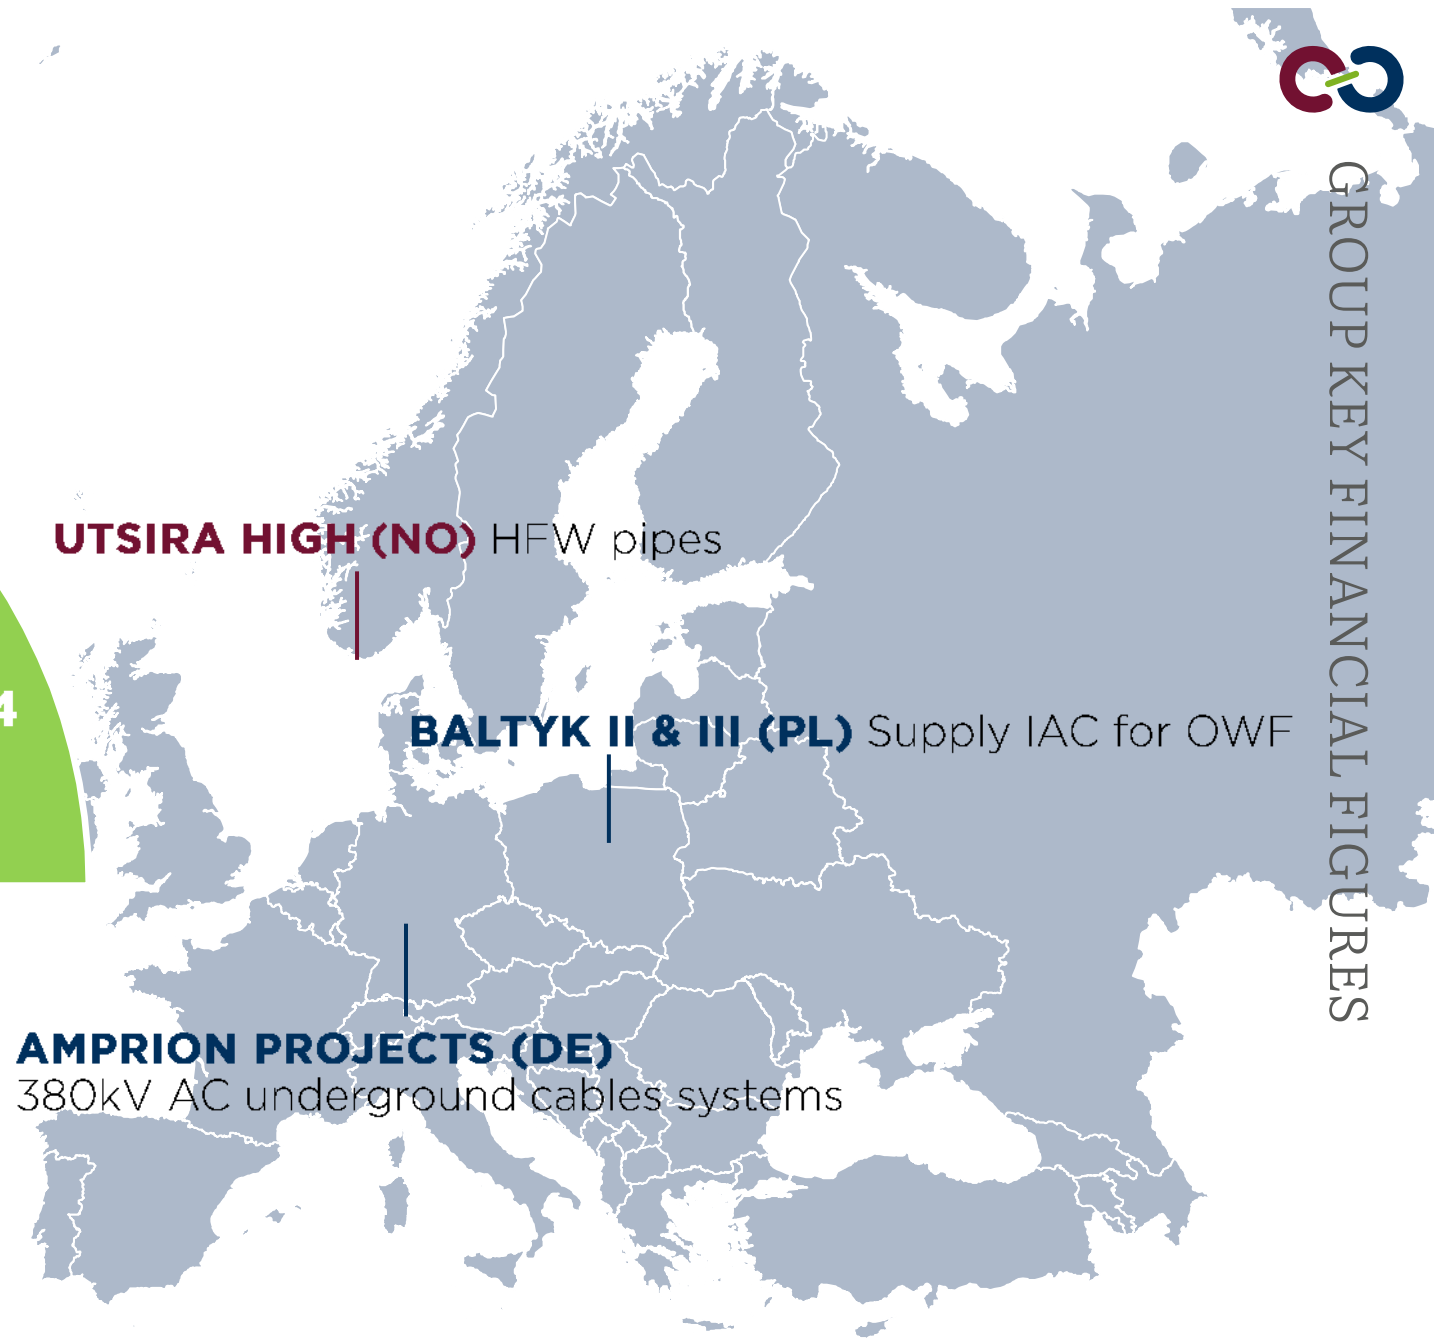 GROUP KEY FINANCIAL FIGURES
UTSIRA HIGH (NO) HFW pipes
4
BALTYK II & III (PL) Supply IAC for OWF
AMPRION PROJECTS (DE)
380kV AC underground cables systems